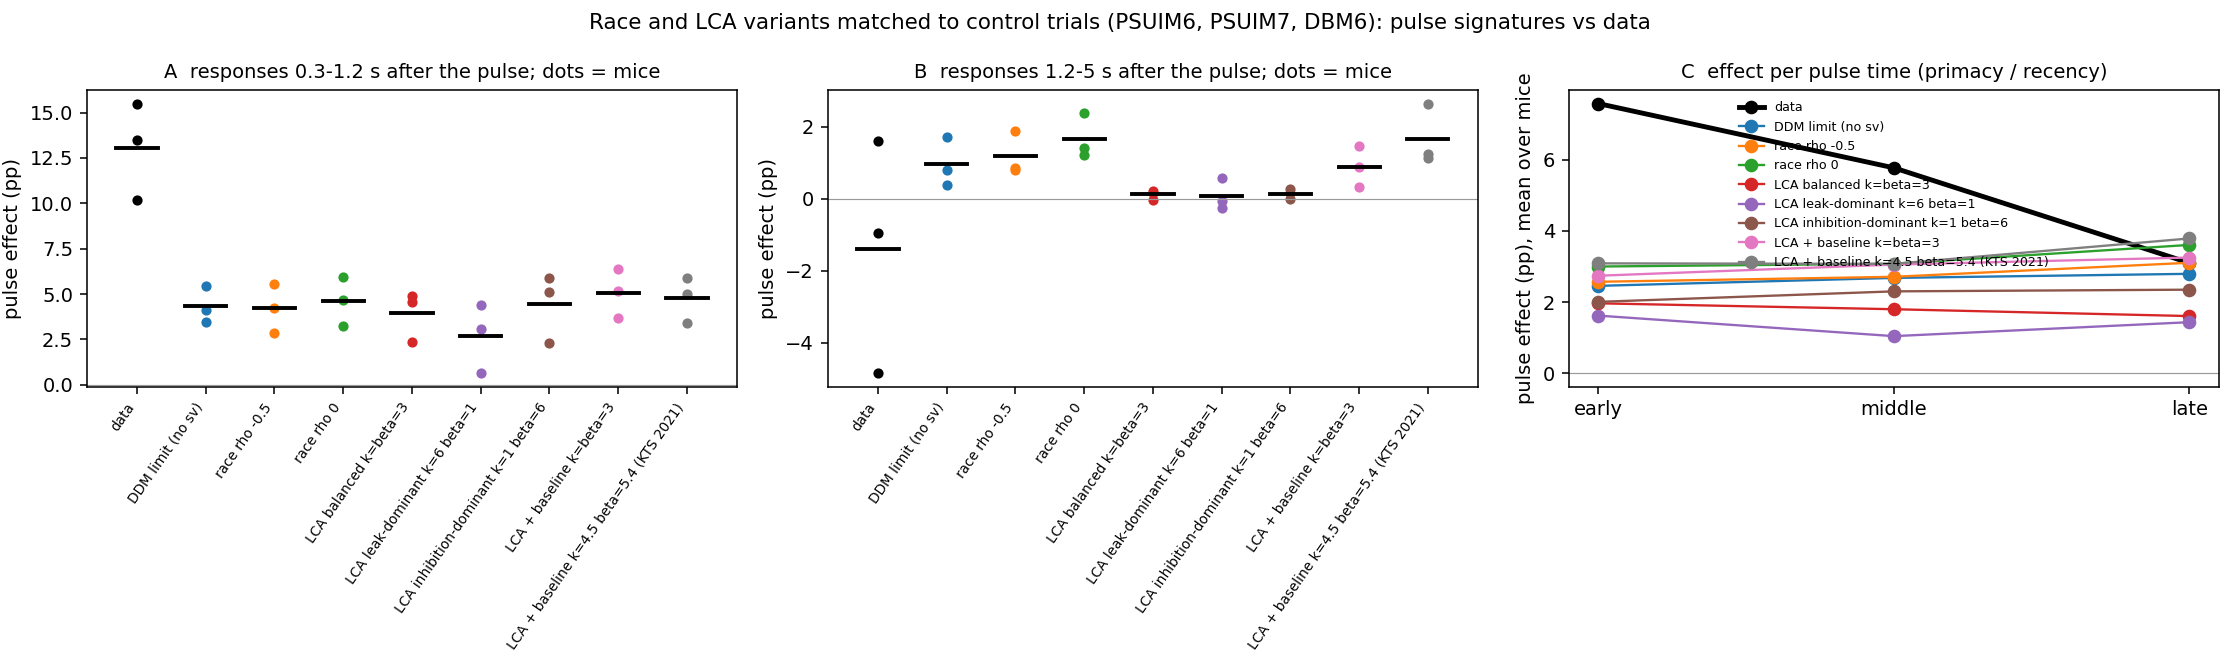 Race and LCA variants matched to control trials (PSUIM6, PSUIM7, DBM6): pulse signatures vs data
A  responses 0.3-1.2 s after the pulse; dots = mice
pulse effect (pp)
15.0
12.5
10.0
7.5
5.0
2.5
0.0
data
DDM limit (no sv)
race rho -0.5
race rho 0
LCA balanced k=beta=3
LCA leak-dominant k=6 beta=1
LCA inhibition-dominant k=1 beta=6
LCA + baseline k=beta=3
LCA + baseline k=4.5 beta=5.4 (KTS 2021)
B  responses 1.2-5 s after the pulse; dots = mice
pulse effect (pp)
2
0
−2
−4
data
DDM limit (no sv)
race rho -0.5
race rho 0
LCA balanced k=beta=3
LCA leak-dominant k=6 beta=1
LCA inhibition-dominant k=1 beta=6
LCA + baseline k=beta=3
LCA + baseline k=4.5 beta=5.4 (KTS 2021)
C  effect per pulse time (primacy / recency)
pulse effect (pp), mean over mice
6
4
2
0
data
DDM limit (no sv)
race rho -0.5
race rho 0
LCA balanced k=beta=3
LCA leak-dominant k=6 beta=1
LCA inhibition-dominant k=1 beta=6
LCA + baseline k=beta=3
LCA + baseline k=4.5 beta=5.4 (KTS 2021)
early
middle
late